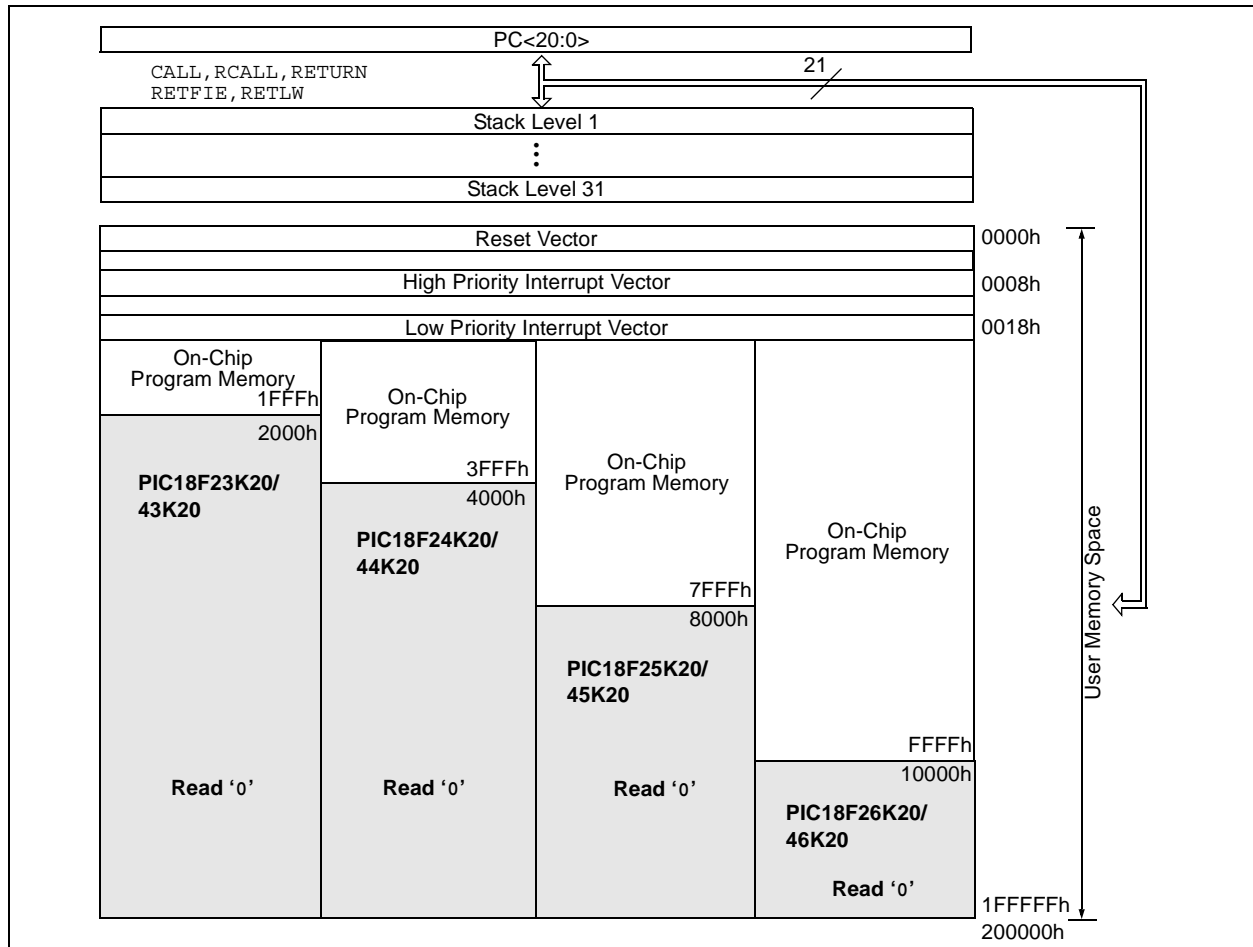 PC<20:0>
CALL,RCALL,RETURN
RETFIE,RETLW
21
Stack Level 1
Stack Level 31
Reset Vector
0000h
High Priority Interrupt Vector
0008h
Low Priority Interrupt Vector
0018h
On-Chip
Program Memory
1FFFh
2000h
PIC18F23K20/
43K20
Read ‘0’
On-Chip
Program Memory
3FFFh
4000h
PIC18F24K20/
44K20
Read ‘0’
On-Chip
Program Memory
7FFFh
8000h
PIC18F25K20/
45K20
Read ‘0’
On-Chip
Program Memory
FFFFh
10000h
PIC18F26K20/
46K20
Read ‘0’
1FFFFFh
200000h
User Memory Space